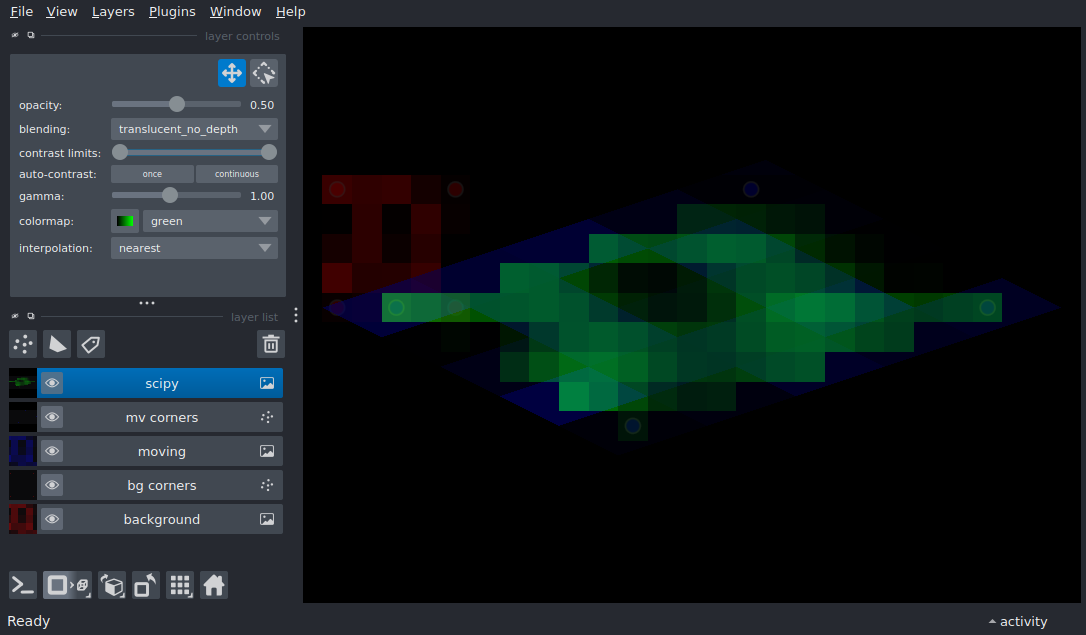 File View Layers Plugins Window Help
layer controls
opacity: 0.50
blending: translucent_no_depth
contrast limits:
auto-contrast: once continuous
gamma: 1.00
colormap: green
interpolation: nearest
layer list
scipy
mv corners
moving
bg corners
background
Ready
activity